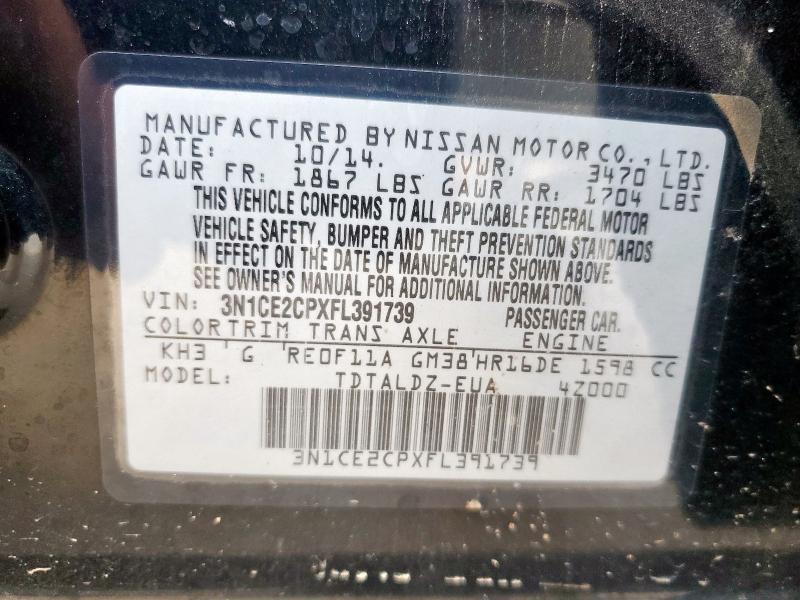 MANUFACTURED BY NISSAN MOTOR CO., LTD.
DATE: 10/14. GVWR: 3470 LBS
GAWR FR: 1867 LBS GAWR RR: 1704 LBS
THIS VEHICLE CONFORMS TO ALL APPLICABLE FEDERAL MOTOR
VEHICLE SAFETY, BUMPER AND THEFT PREVENTION STANDARDS
IN EFFECT ON THE DATE OF MANUFACTURE SHOWN ABOVE.
SEE OWNER'S MANUAL FOR ADDITIONAL INFORMATION.
VIN: 3N1CE2CPXFL391739 PASSENGER CAR.
COLORTRIM TRANS AXLE ENGINE
KH3 'G 'RE0F11A GM38'HR16DE 1598 CC
MODEL: TDTALDZ-EUA 4Z000
3N1CE2CPXFL391739